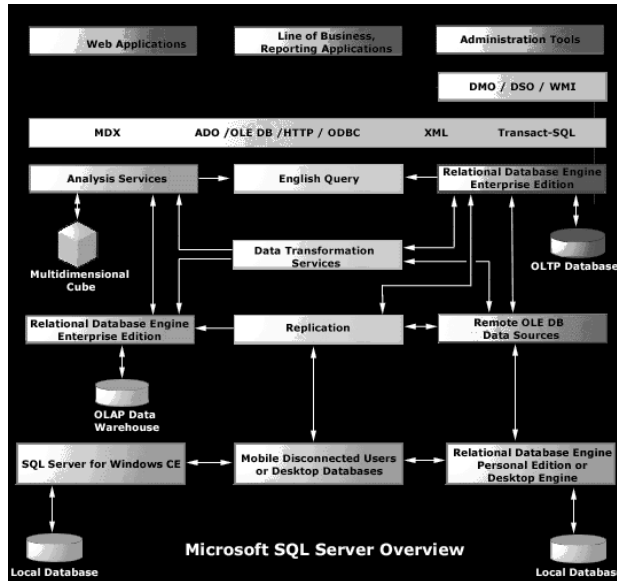 Web Applications
Line of Business,
Reporting Applications
Administration Tools
DMO / DSO / WMI
MDX ADO /OLE DB /HTTP / ODBC XML Transact-SQL
Analysis Services
English Query
Relational Database Engine
Enterprise Edition
Multidimensional
Cube
Data Transformation
Services
OLTP Database
Relational Database Engine
Enterprise Edition
Replication
Remote OLE DB
Data Sources
OLAP Data
Warehouse
SQL Server for Windows CE
Mobile Disconnected Users
or Desktop Databases
Relational Database Engine
Personal Edition or
Desktop Engine
Microsoft SQL Server Overview
Local Database
Local Database